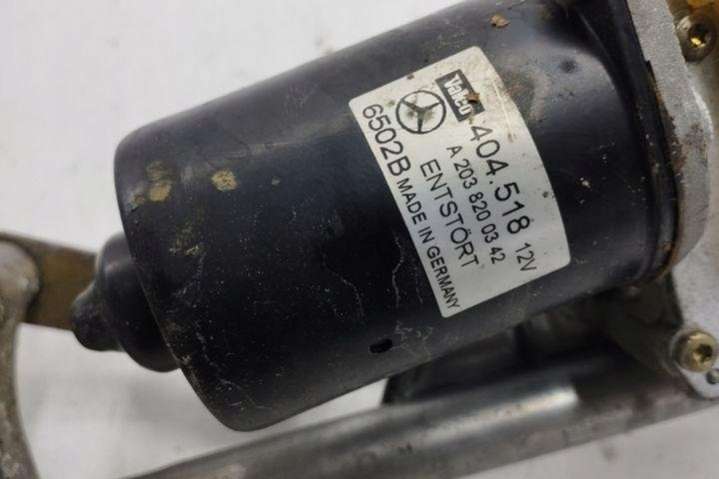 Valeo
404.518 12V
A 203 820 03 42
ENTSTÖRT
6502B MADE IN GERMANY